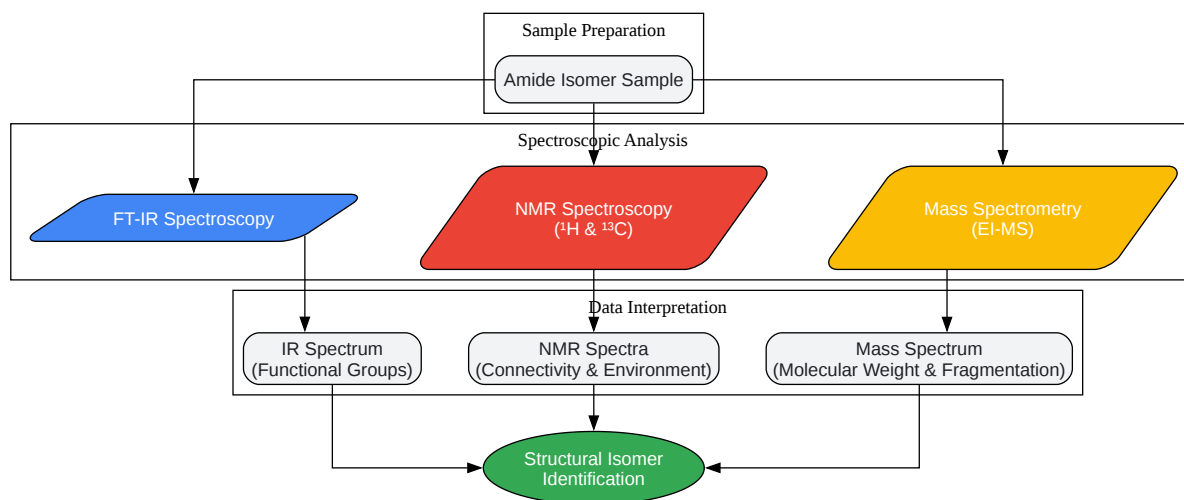 Sample Preparation
Amide Isomer Sample
Spectroscopic Analysis
FT-IR Spectroscopy
NMR Spectroscopy
(¹H & ¹³C)
Mass Spectrometry
(EI-MS)
Data Interpretation
IR Spectrum
(Functional Groups)
NMR Spectra
(Connectivity & Environment)
Mass Spectrum
(Molecular Weight & Fragmentation)
Structural Isomer
Identification